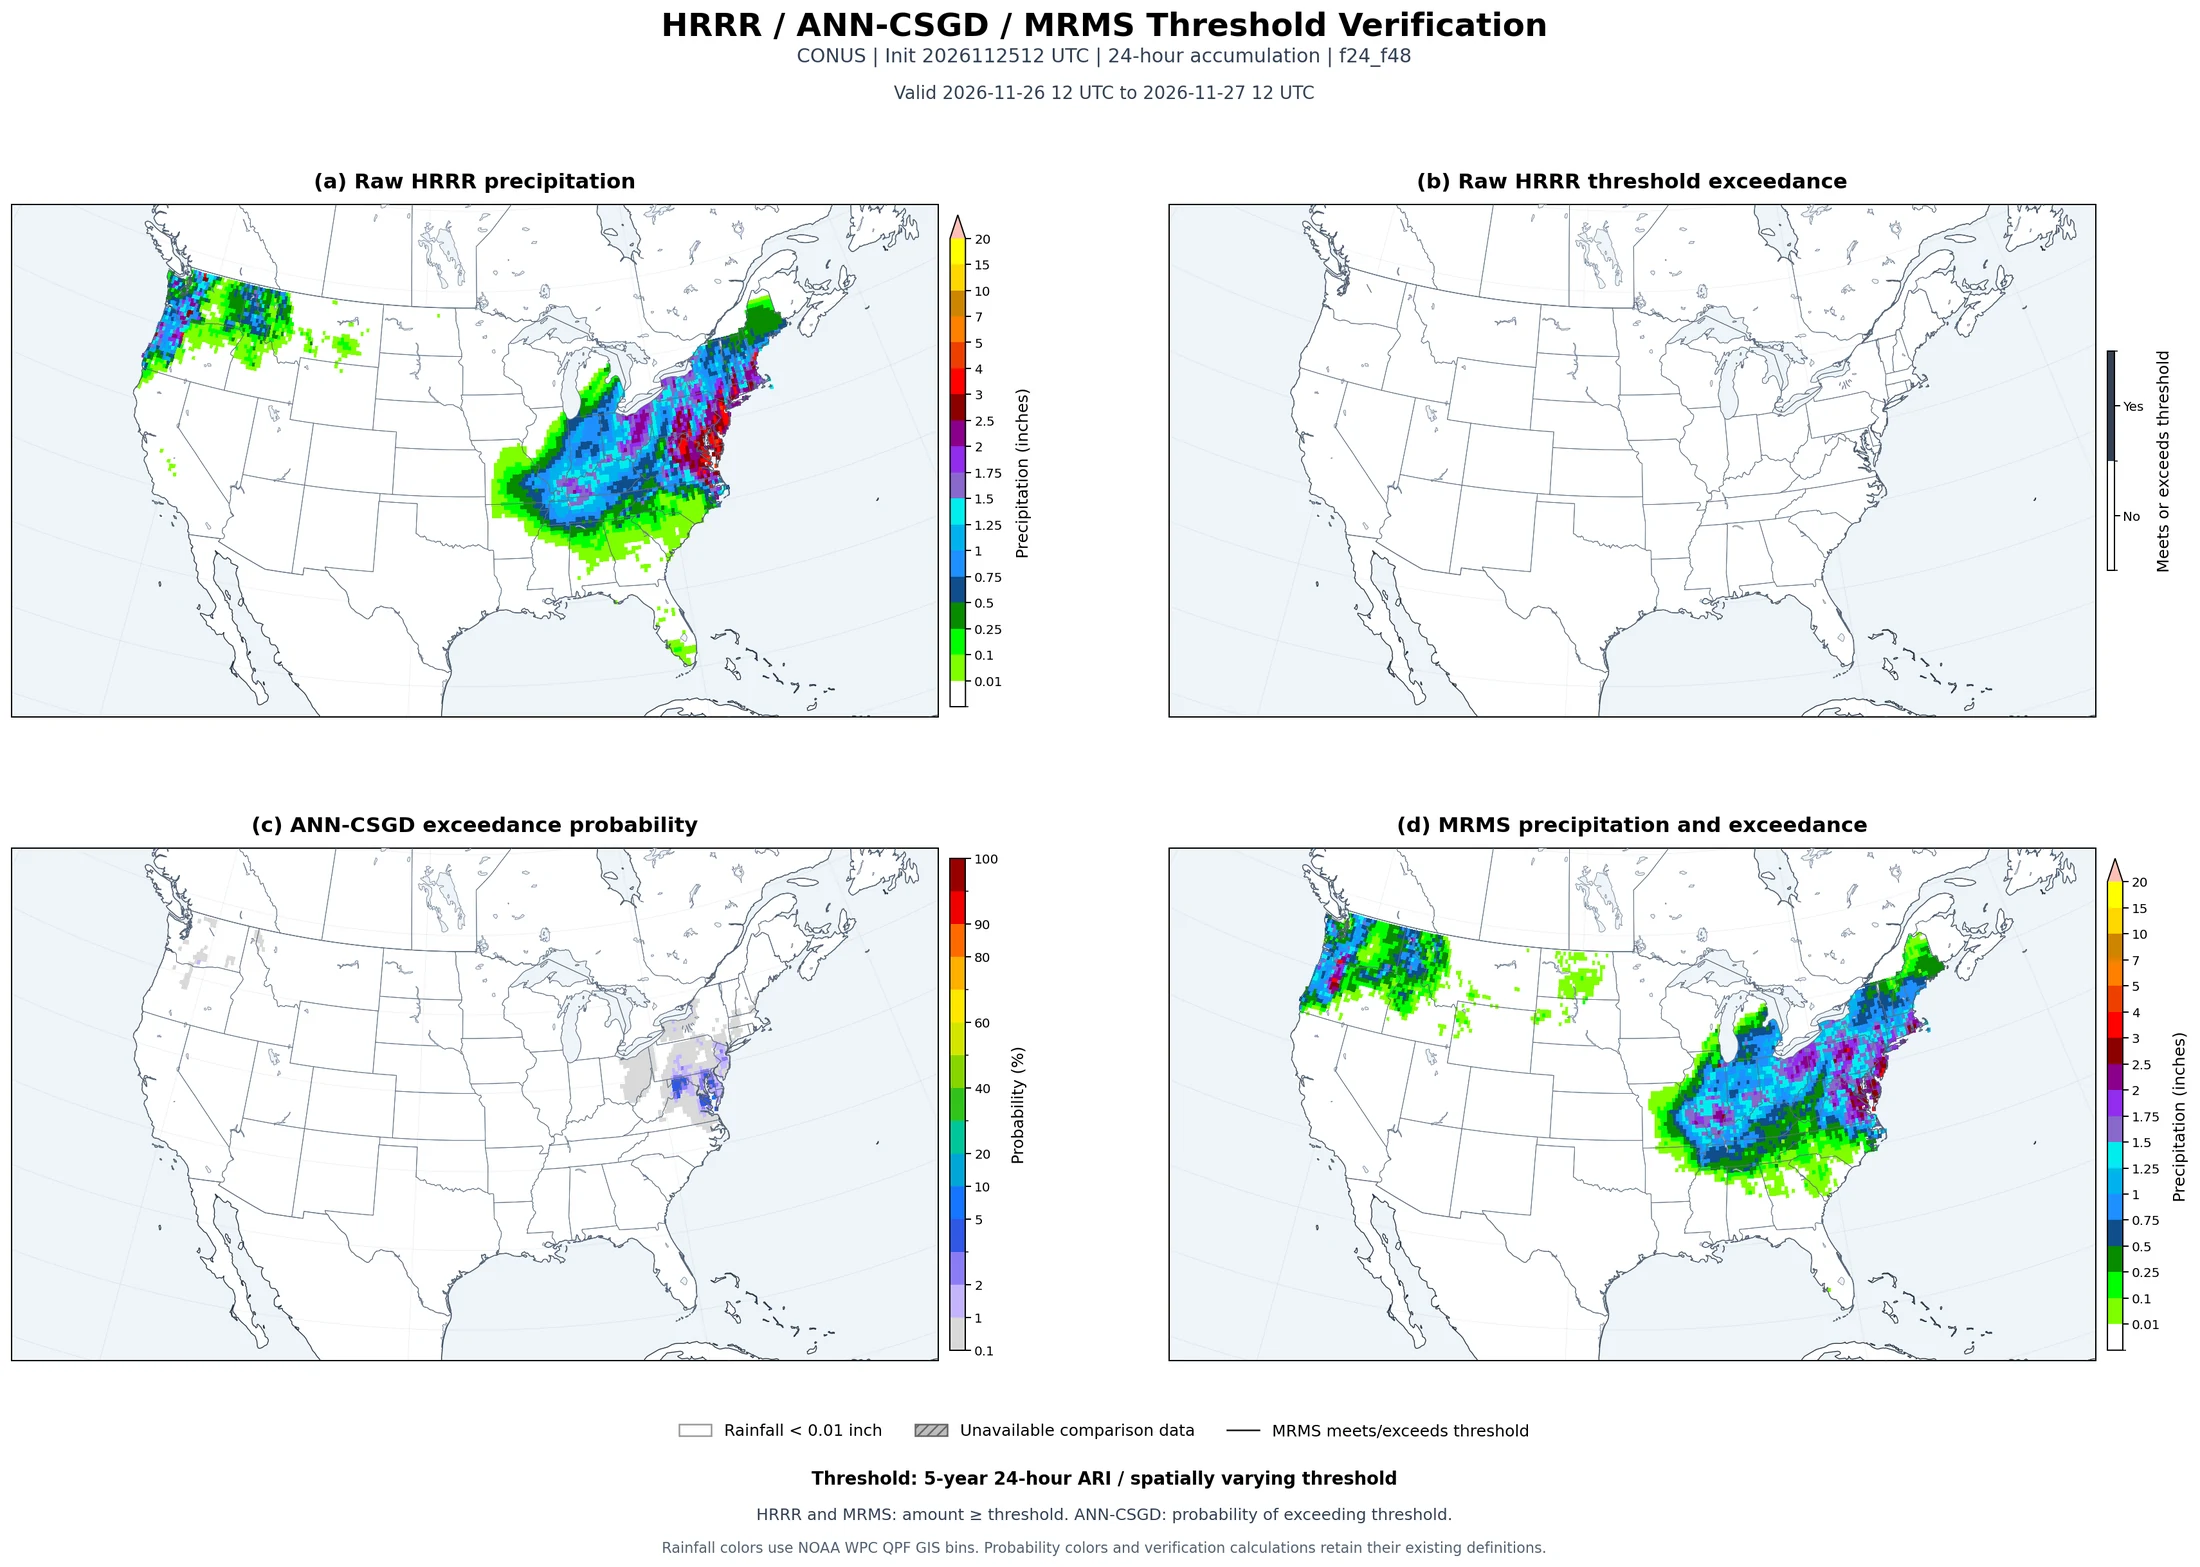 HRRR / ANN-CSGD / MRMS Threshold Verification
CONUS | Init 2026112512 UTC | 24-hour accumulation | f24_f48
Valid 2026-11-26 12 UTC to 2026-11-27 12 UTC
(a) Raw HRRR precipitation
20
15
10
7
5
4
3
2.5
2
1.75
1.5
1.25
1
0.75
0.5
0.25
0.1
0.01
Precipitation (inches)
(b) Raw HRRR threshold exceedance
Yes
No
Meets or exceeds threshold
(c) ANN-CSGD exceedance probability
100
90
80
60
40
20
10
5
2
1
0.1
Probability (%)
(d) MRMS precipitation and exceedance
20
15
10
7
5
4
3
2.5
2
1.75
1.5
1.25
1
0.75
0.5
0.25
0.1
0.01
Precipitation (inches)
Rainfall < 0.01 inch
Unavailable comparison data
MRMS meets/exceeds threshold
Threshold: 5-year 24-hour ARI / spatially varying threshold
HRRR and MRMS: amount ≥ threshold. ANN-CSGD: probability of exceeding threshold.
Rainfall colors use NOAA WPC QPF GIS bins. Probability colors and verification calculations retain their existing definitions.